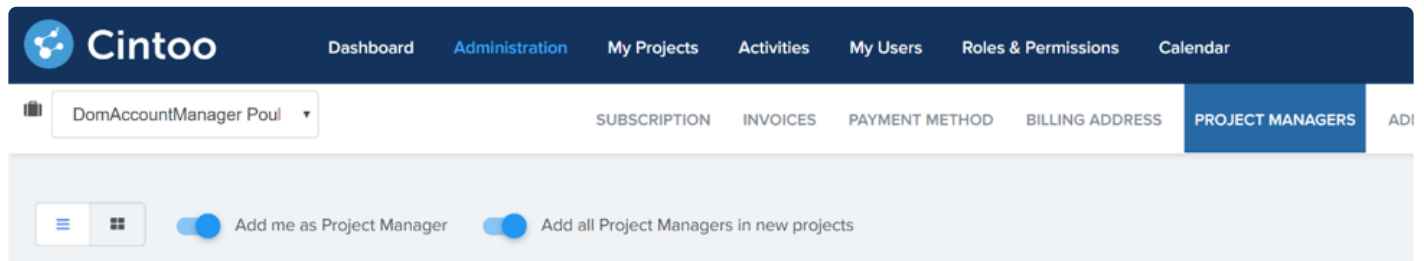 Cintoo Dashboard Administration My Projects Activities My Users Roles & Permissions Calendar
DomAccountManager Poul SUBSCRIPTION INVOICES PAYMENT METHOD BILLING ADDRESS PROJECT MANAGERS
Add me as Project Manager Add all Project Managers in new projects